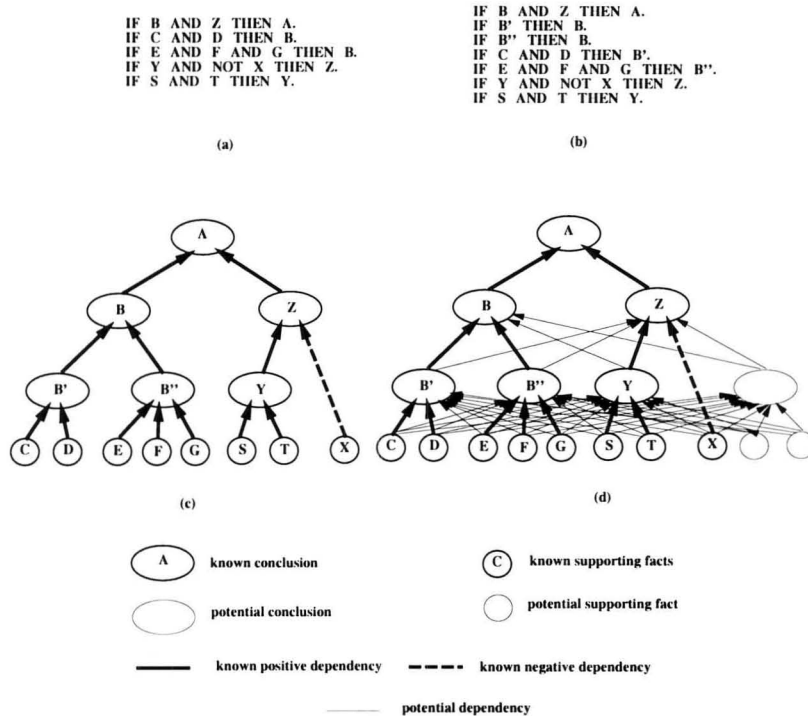 IF B AND Z THEN A.
IF C AND D THEN B.
IF E AND F AND G THEN B.
IF Y AND NOT X THEN Z.
IF S AND T THEN Y.
(a)
IF B AND Z THEN A.
IF B' THEN B.
IF B'' THEN B.
IF C AND D THEN B'.
IF E AND F AND G THEN B''.
IF Y AND NOT X THEN Z.
IF S AND T THEN Y.
(b)
A
B Z
B' B'' Y
C D E F G S T X
(c)
A
B Z
B' B'' Y
C D E F G S T X
(d)
A known conclusion
C known supporting facts
potential conclusion
potential supporting fact
known positive dependency
known negative dependency
potential dependency